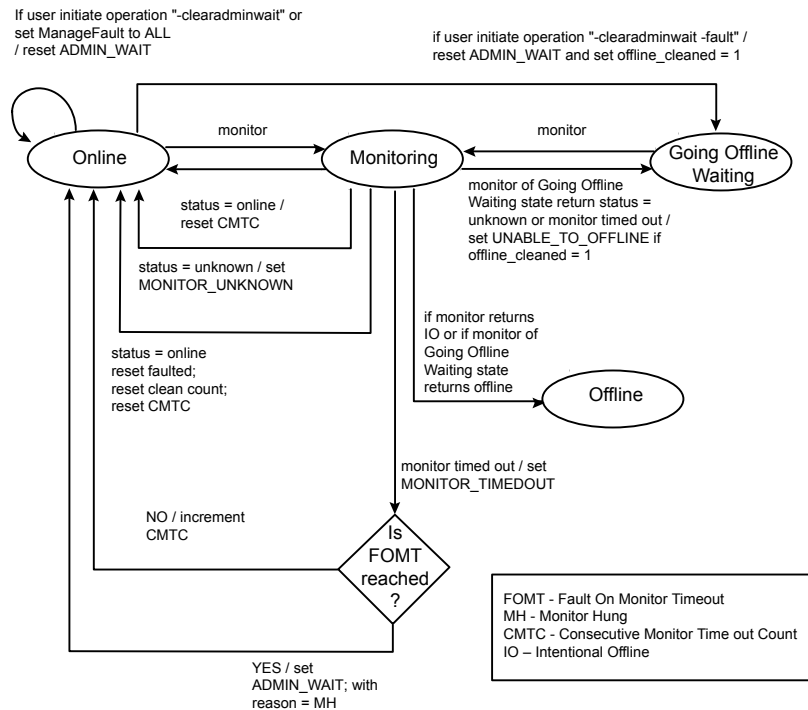 If user initiate operation "-clearadminwait" or
set ManageFault to ALL
/ reset ADMIN_WAIT
if user initiate operation "-clearadminwait -fault" /
reset ADMIN_WAIT and set offline_cleaned = 1
monitor
monitor
Online
Monitoring
Going Offline
Waiting
status = online /
reset CMTC
monitor of Going Offline
Waiting state return status =
unknown or monitor timed out /
set UNABLE_TO_OFFLINE if
offline_cleaned = 1
status = unknown / set
MONITOR_UNKNOWN
if monitor returns
IO or if monitor of
Going Oflline
Waiting state
returns offline
status = online
reset faulted;
reset clean count;
reset CMTC
Offline
monitor timed out / set
MONITOR_TIMEDOUT
NO / increment
CMTC
Is
FOMT
reached
?
FOMT - Fault On Monitor Timeout
MH - Monitor Hung
CMTC - Consecutive Monitor Time out Count
IO – Intentional Offline
YES / set
ADMIN_WAIT; with
reason = MH